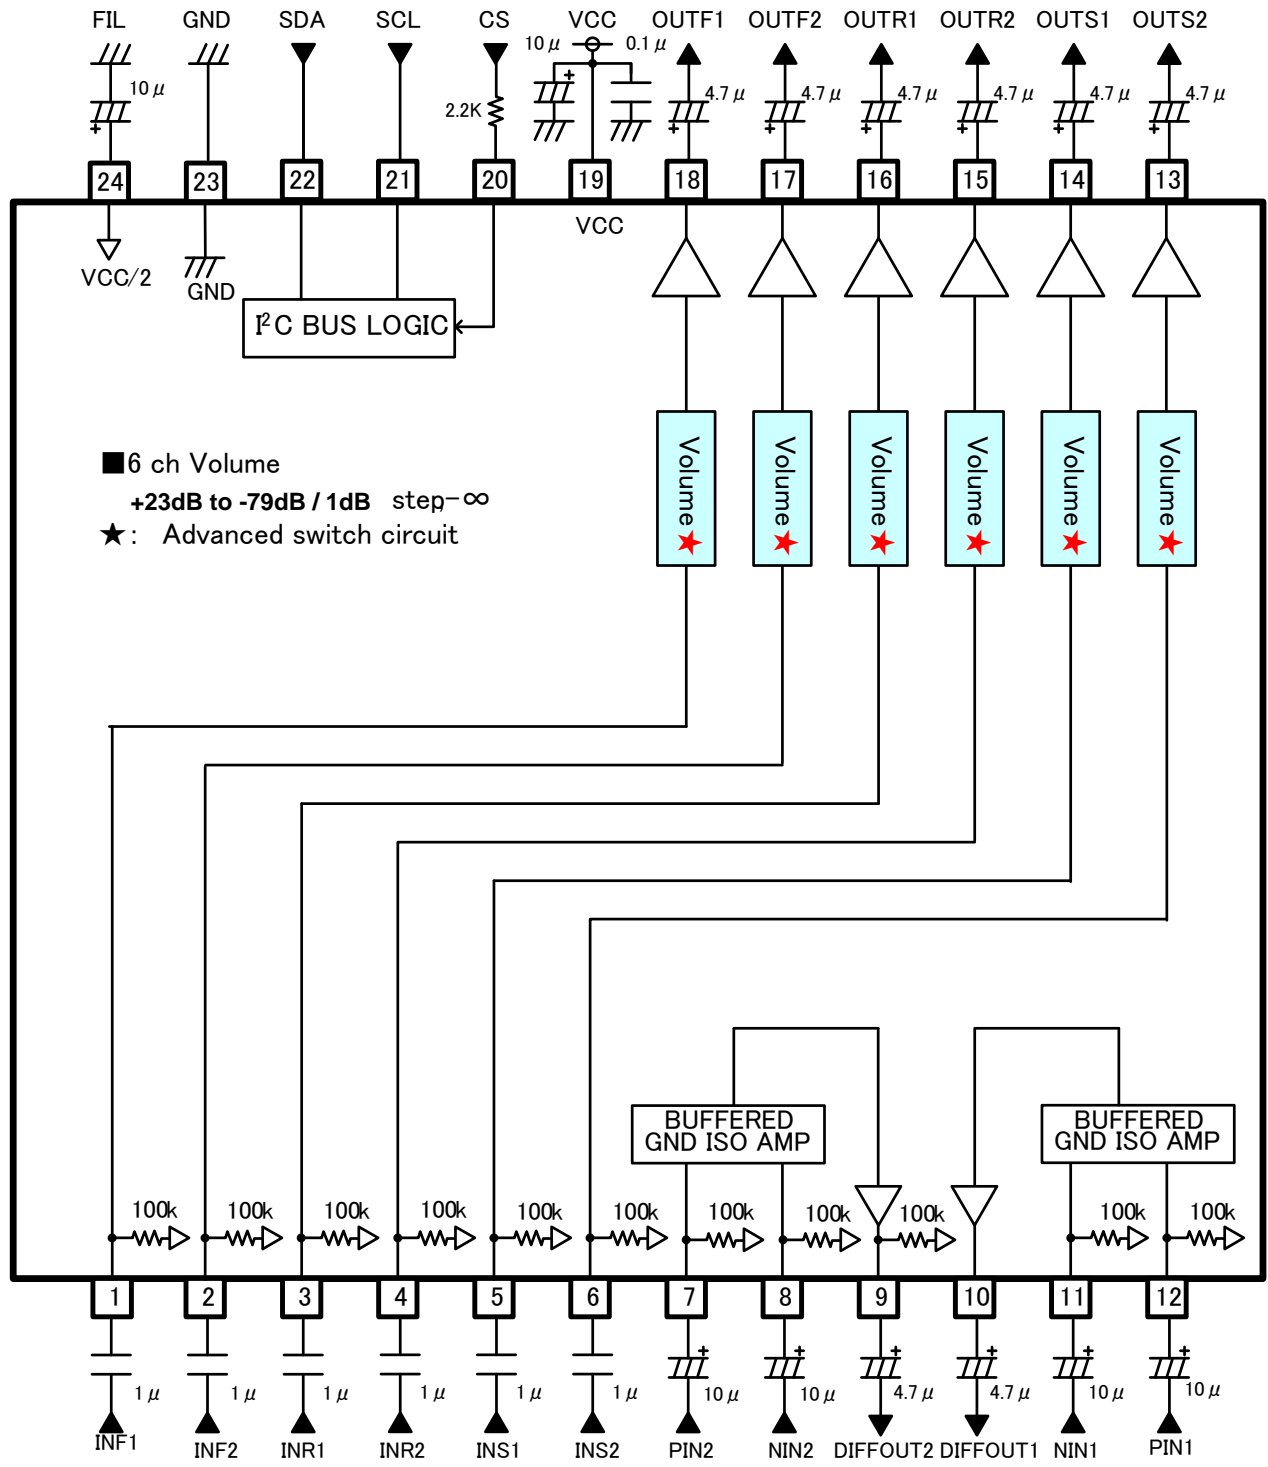 FIL GND SDA SCL CS VCC OUTF1 OUTF2 OUTR1 OUTR2 OUTS1 OUTS2
10μ 2.2K 10μ 0.1μ 4.7μ 4.7μ 4.7μ 4.7μ 4.7μ 4.7μ
+ + + + + + + +
24 23 22 21 20 19 18 17 16 15 14 13
VCC
VCC/2 GND
I²C BUS LOGIC
Volume★ Volume★ Volume★ Volume★ Volume★ Volume★
■6 ch Volume
+23dB to -79dB / 1dB step-∞
★: Advanced switch circuit
BUFFERED
GND ISO AMP
BUFFERED
GND ISO AMP
100k 100k 100k 100k 100k 100k 100k 100k 100k 100k 100k
1 2 3 4 5 6 7 8 9 10 11 12
+ + + + + +
1μ 1μ 1μ 1μ 1μ 1μ 10μ 10μ 4.7μ 4.7μ 10μ 10μ
INF1 INF2 INR1 INR2 INS1 INS2 PIN2 NIN2 DIFFOUT2 DIFFOUT1 NIN1 PIN1